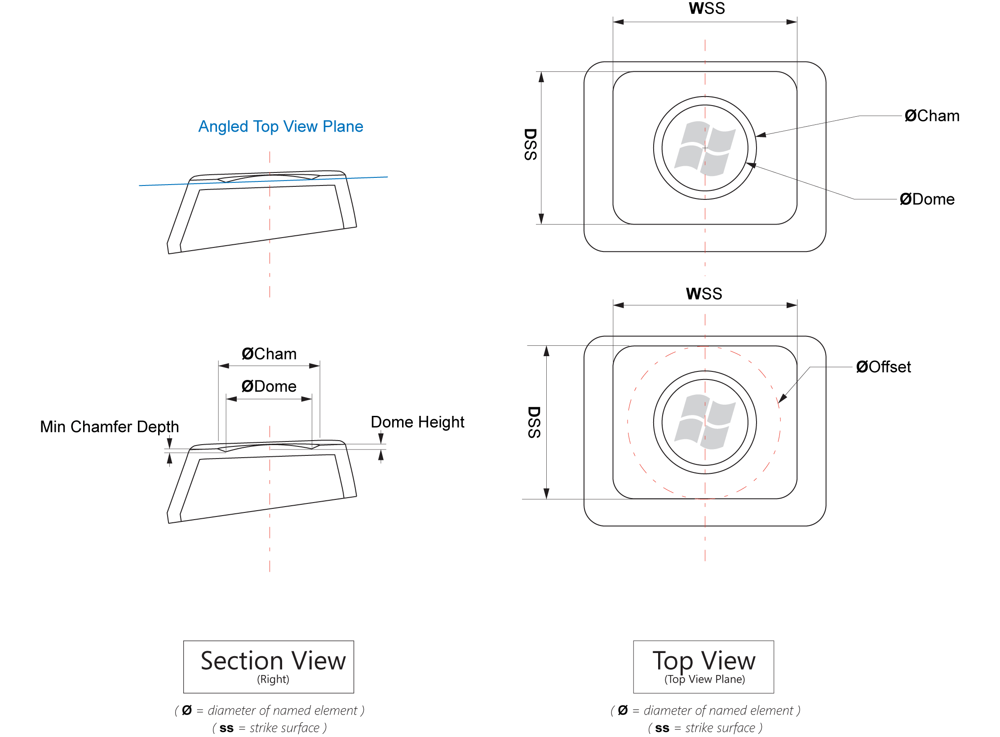 WSS
Angled Top View Plane
DSS
ØCham
ØDome
WSS
ØCham
ØDome
Min Chamfer Depth
Dome Height
DSS
ØOffset
Section View
(Right)
( Ø = diameter of named element )
( ss = strike surface )
Top View
(Top View Plane)
( Ø = diameter of named element )
( ss = strike surface )